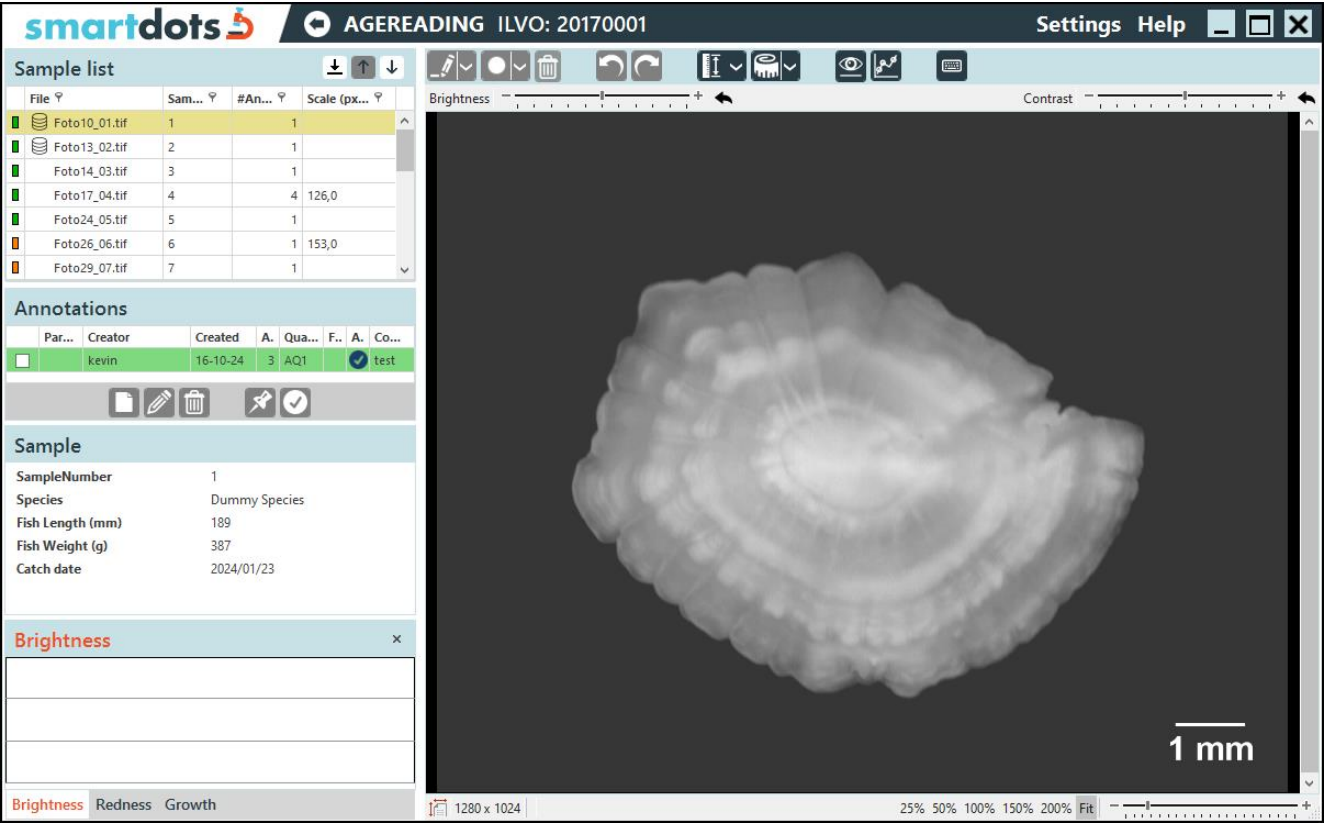 smartdots AGEREADING ILVO: 20170001 Settings Help
Sample list
File Sam... #An... Scale (px...
Foto10_01.tif 1 1
Foto13_02.tif 2 1
Foto14_03.tif 3 1
Foto17_04.tif 4 4 126,0
Foto24_05.tif 5 1
Foto26_06.tif 6 1 153,0
Foto29_07.tif 7 1
Annotations
Par... Creator Created A. Qua... F.. A. Co...
kevin 16-10-24 3 AQ1 test
Sample
SampleNumber 1
Species Dummy Species
Fish Length (mm) 189
Fish Weight (g) 387
Catch date 2024/01/23
Brightness ×
Brightness Redness Growth
Brightness − + Contrast − +
1 mm
1280 x 1024 25% 50% 100% 150% 200% Fit − +